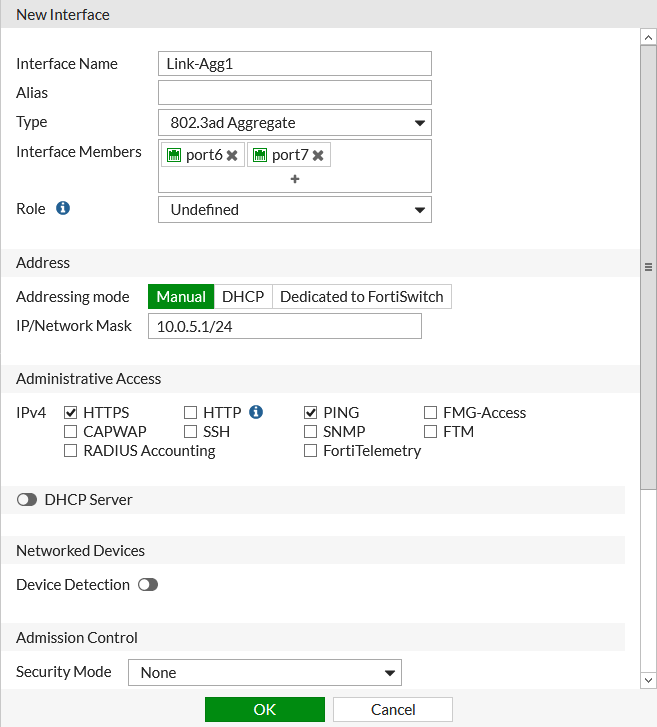 New Interface
Interface Name Link-Agg1
Alias
Type 802.3ad Aggregate
Interface Members port6 port7
Role Undefined
Address
Addressing mode Manual DHCP Dedicated to FortiSwitch
IP/Network Mask 10.0.5.1/24
Administrative Access
IPv4 HTTPS HTTP PING FMG-Access
CAPWAP SSH SNMP FTM
RADIUS Accounting FortiTelemetry
DHCP Server
Networked Devices
Device Detection
Admission Control
Security Mode None
OK Cancel